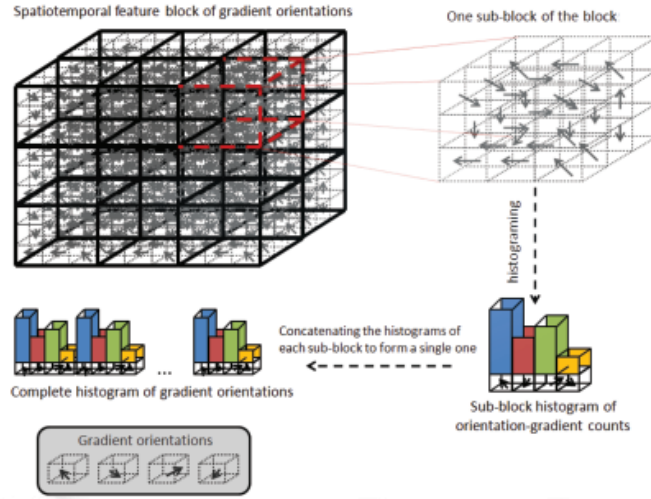 Spatiotemporal feature block of gradient orientations
One sub-block of the block
histograming
Concatenating the histograms of
each sub-block to form a single one
...
Complete histogram of gradient orientations
Sub-block histogram of
orientation-gradient counts
Gradient orientations